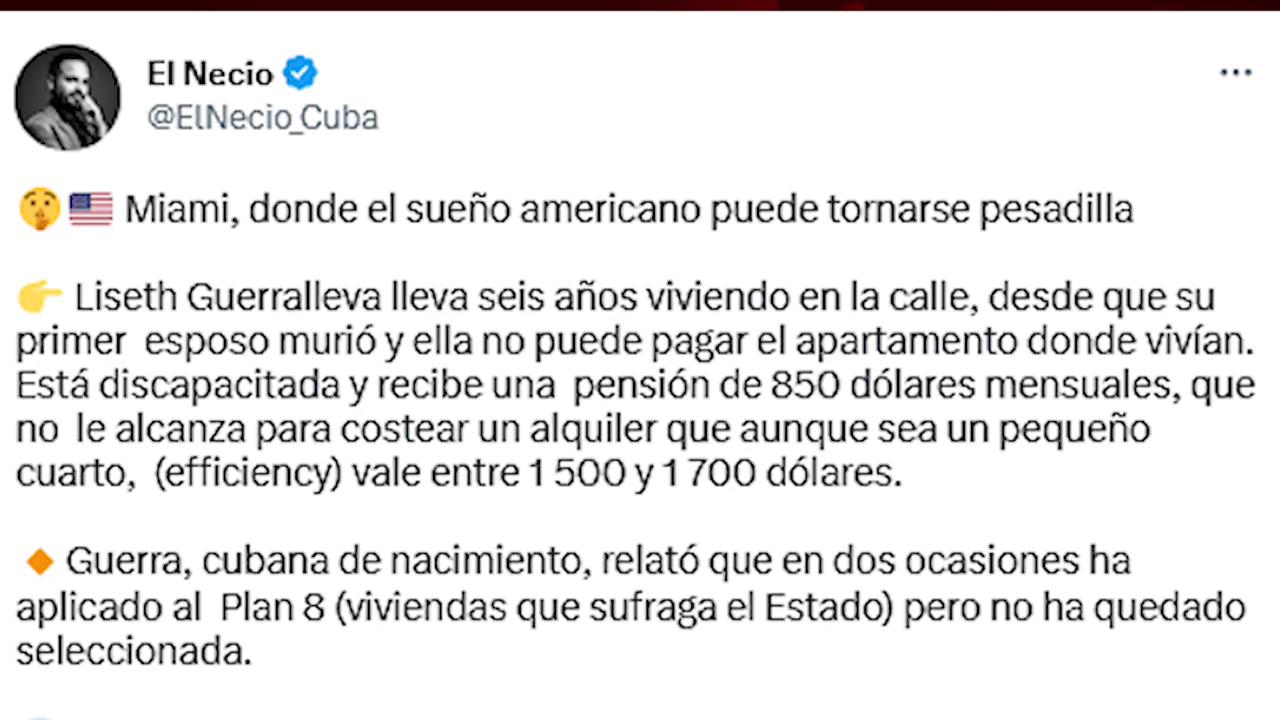 El Necio
@ElNecio_Cuba
🤫🇺🇸 Miami, donde el sueño americano puede tornarse pesadilla
👉 Liseth Guerralleva lleva seis años viviendo en la calle, desde que su
primer esposo murió y ella no puede pagar el apartamento donde vivían.
Está discapacitada y recibe una pensión de 850 dólares mensuales, que
no le alcanza para costear un alquiler que aunque sea un pequeño
cuarto, (efficiency) vale entre 1 500 y 1 700 dólares.
🔸 Guerra, cubana de nacimiento, relató que en dos ocasiones ha
aplicado al Plan 8 (viviendas que sufraga el Estado) pero no ha quedado
seleccionada.